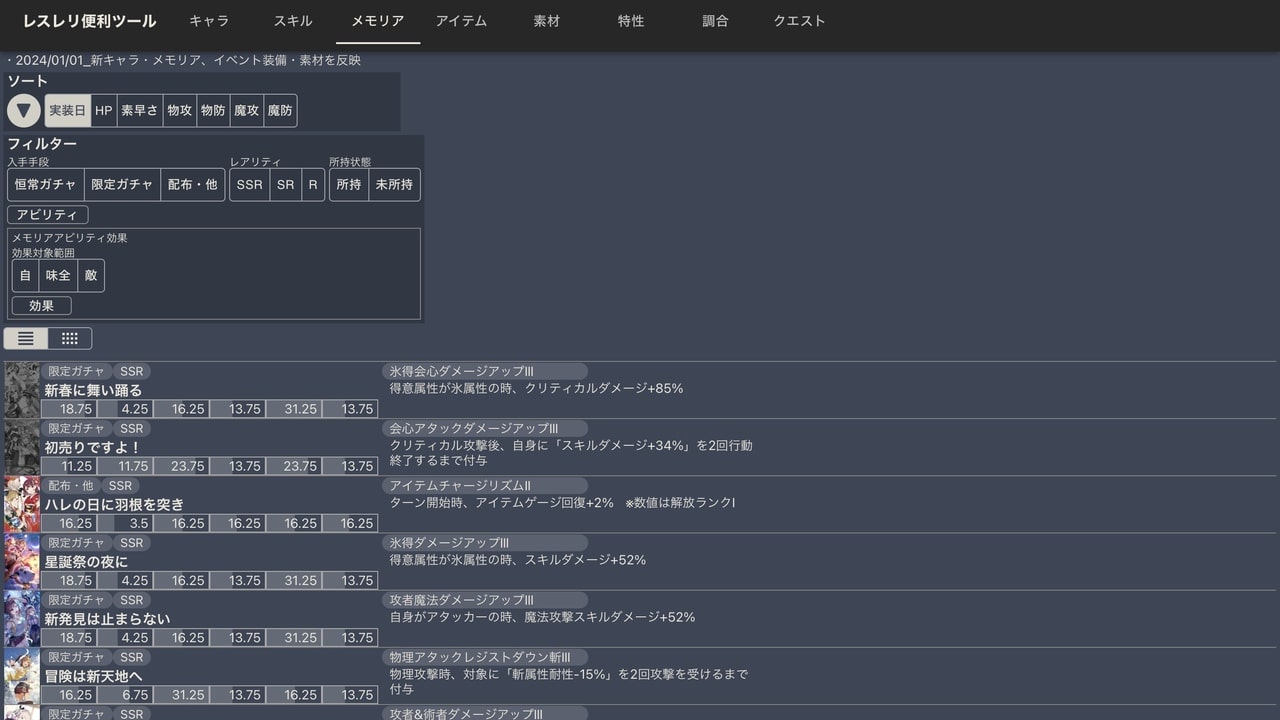 レスレリ便利ツール キャラ スキル メモリア アイテム 素材 特性 調合 クエスト
・2024/01/01_新キャラ・メモリア、イベント装備・素材を反映
ソート
▼ 実装日 HP 素早さ 物攻 物防 魔攻 魔防
フィルター
入手手段 レアリティ 所持状態
恒常ガチャ 限定ガチャ 配布・他 SSR SR R 所持 未所持
アビリティ
メモリアアビリティ効果
効果対象範囲
自 味全 敵
効果
限定ガチャ SSR 氷得会心ダメージアップⅢ
新春に舞い踊る 得意属性が氷属性の時、クリティカルダメージ+85%
18.75 4.25 16.25 13.75 31.25 13.75
限定ガチャ SSR 会心アタックダメージアップⅢ
初売りですよ! クリティカル攻撃後、自身に「スキルダメージ+34%」を2回行動
終了するまで付与
11.25 11.75 23.75 13.75 23.75 13.75
配布・他 SSR アイテムチャージリズムⅡ
ハレの日に羽根を突き ターン開始時、アイテムゲージ回復+2% ※数値は解放ランクⅠ
16.25 3.5 16.25 16.25 16.25 16.25
限定ガチャ SSR 氷得ダメージアップⅢ
星誕祭の夜に 得意属性が氷属性の時、スキルダメージ+52%
18.75 4.25 16.25 13.75 31.25 13.75
限定ガチャ SSR 攻者魔法ダメージアップⅢ
新発見は止まらない 自身がアタッカーの時、魔法攻撃スキルダメージ+52%
18.75 4.25 16.25 13.75 31.25 13.75
限定ガチャ SSR 物理アタックレジストダウン斬Ⅲ
冒険は新天地へ 物理攻撃時、対象に「斬属性耐性-15%」を2回攻撃を受けるまで
付与
16.25 6.75 31.25 13.75 16.25 13.75
限定ガチャ SSR 攻者&術者ダメージアップⅢ